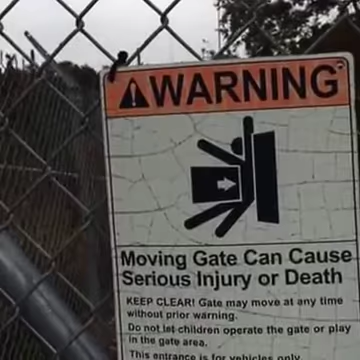 WARNING
Moving Gate Can Cause
Serious Injury or Death
KEEP CLEAR! Gate may move at any time
without prior warning.
Do not let children operate the gate or play
in the gate area.
This entrance is for vehicles only.